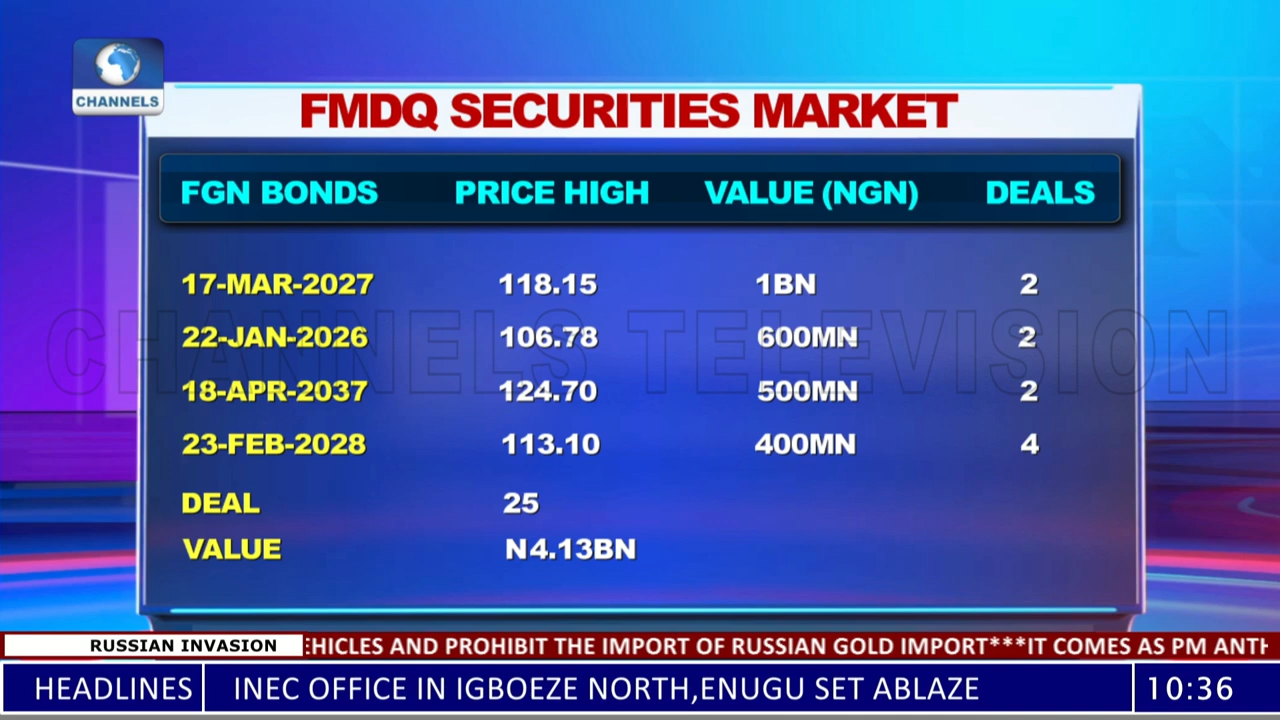 CHANNELS
FMDQ SECURITIES MARKET
FGN BONDS PRICE HIGH VALUE (NGN) DEALS
17-MAR-2027 118.15 1BN 2
22-JAN-2026 106.78 600MN 2
CHANNELS TELEVISION
18-APR-2037 124.70 500MN 2
23-FEB-2028 113.10 400MN 4
DEAL 25
VALUE N4.13BN
RUSSIAN INVASION EHICLES AND PROHIBIT THE IMPORT OF RUSSIAN GOLD IMPORT***IT COMES AS PM ANTH
HEADLINES INEC OFFICE IN IGBOEZE NORTH,ENUGU SET ABLAZE 10:36